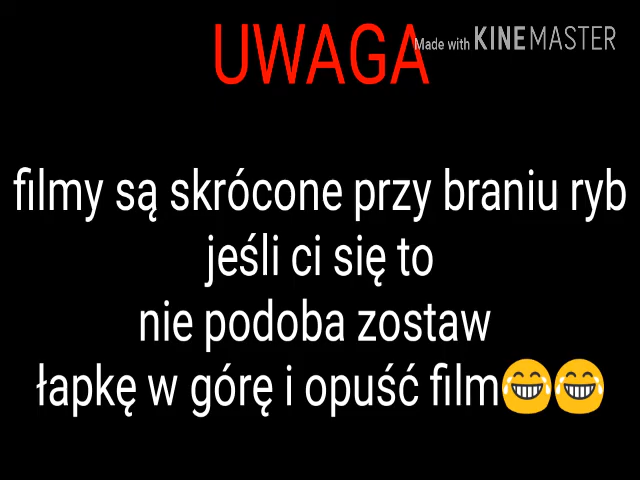 UWAGA
Made with KINEMASTER
filmy są skrócone przy braniu ryb
jeśli ci się to
nie podoba zostaw
łapkę w górę i opuść film😂😂